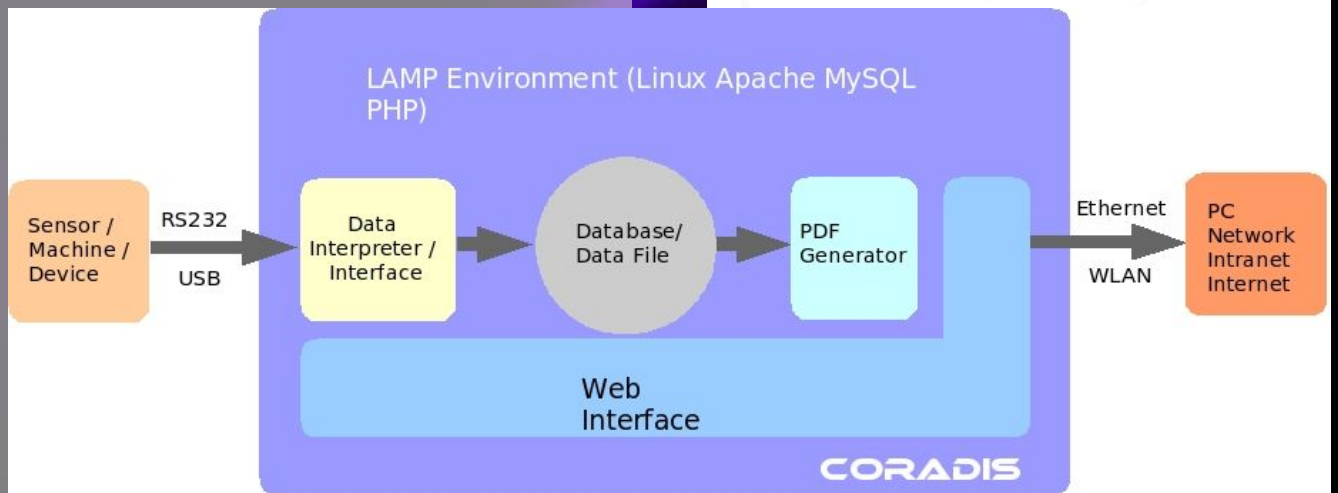 LAMP Environment (Linux Apache MySQL
PHP)
Sensor /
Machine /
Device
RS232
USB
Data
Interpreter /
Interface
Database/
Data File
PDF
Generator
Ethernet
WLAN
PC
Network
Intranet
Internet
Web
Interface
CORADIS